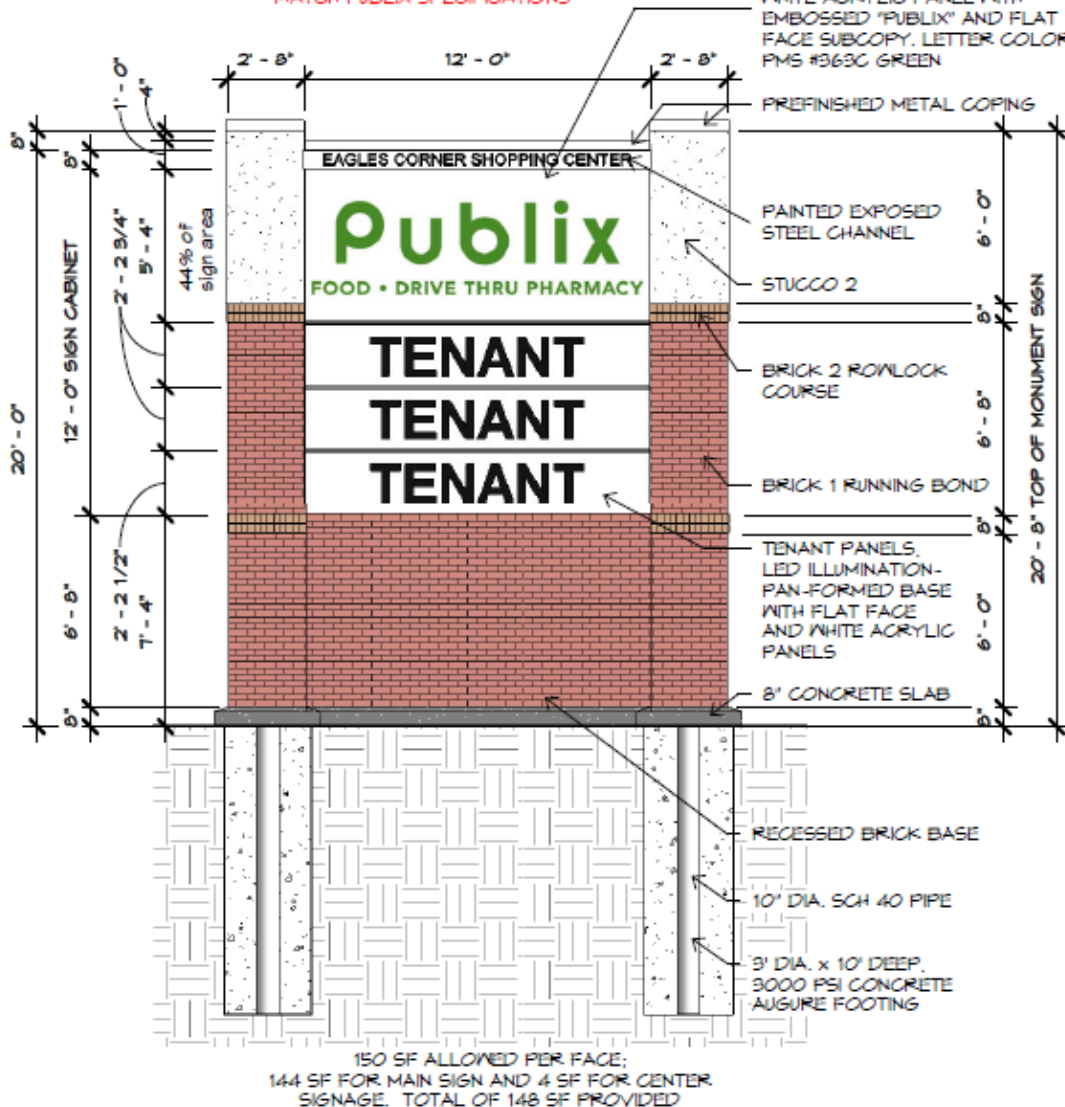 MATCH PUBLIX SPECIFICATIONS
WHITE ACRYLIC PANEL WITH
EMBOSSED "PUBLIX" AND FLAT
FACE SUBCOPY. LETTER COLOR
PMS #363C GREEN
2' - 8"
12' - 0"
2' - 8"
PREFINISHED METAL COPING
1' - 0"
4"
8"
8"
EAGLES CORNER SHOPPING CENTER
Publix
FOOD • DRIVE THRU PHARMACY
PAINTED EXPOSED
STEEL CHANNEL
STUCCO 2
44% of
sign area
5' - 4"
2' - 2 3/4"
12' - 0" SIGN CABINET
20' - 0"
6' - 0"
8"
BRICK 2 ROWLOCK
COURSE
TENANT
TENANT
TENANT
6' - 8"
BRICK 1 RUNNING BOND
8"
20' - 8" TOP OF MONUMENT SIGN
TENANT PANELS,
LED ILLUMINATION-
PAN-FORMED BASE
WITH FLAT FACE
AND WHITE ACRYLIC
PANELS
2' - 2 1/2"
7' - 4"
6' - 8"
6' - 0"
8"
8"
8" CONCRETE SLAB
RECESSED BRICK BASE
10" DIA. SCH 40 PIPE
3' DIA. x 10' DEEP.
3000 PSI CONCRETE
AUGURE FOOTING
150 SF ALLOWED PER FACE;
144 SF FOR MAIN SIGN AND 4 SF FOR CENTER
SIGNAGE. TOTAL OF 148 SF PROVIDED